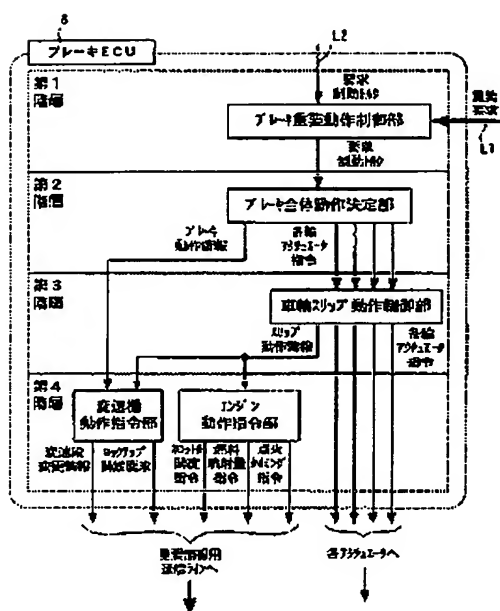 6
ブレーキECU
L2
第1
階層
要求
制動トルク
ブレーキ重要動作制御部
重要
要求
L1
要求
制動トルク
第2
階層
ブレーキ全体動作決定部
ブレーキ
動作情報
各輪
アクチュエータ
指令
第3
階層
車輪スリップ動作制御部
スリップ
動作情報
各輪
アクチュエータ
指令
第4
階層
変速機
動作指令部
エンジン
動作指令部
変速段
変更情報
ロックアップ
開放要求
スロットル
開度
指令
燃料
噴射量
指令
点火
タイミング
指令
重要情報用
通信ラインへ
各アクチュエータへ